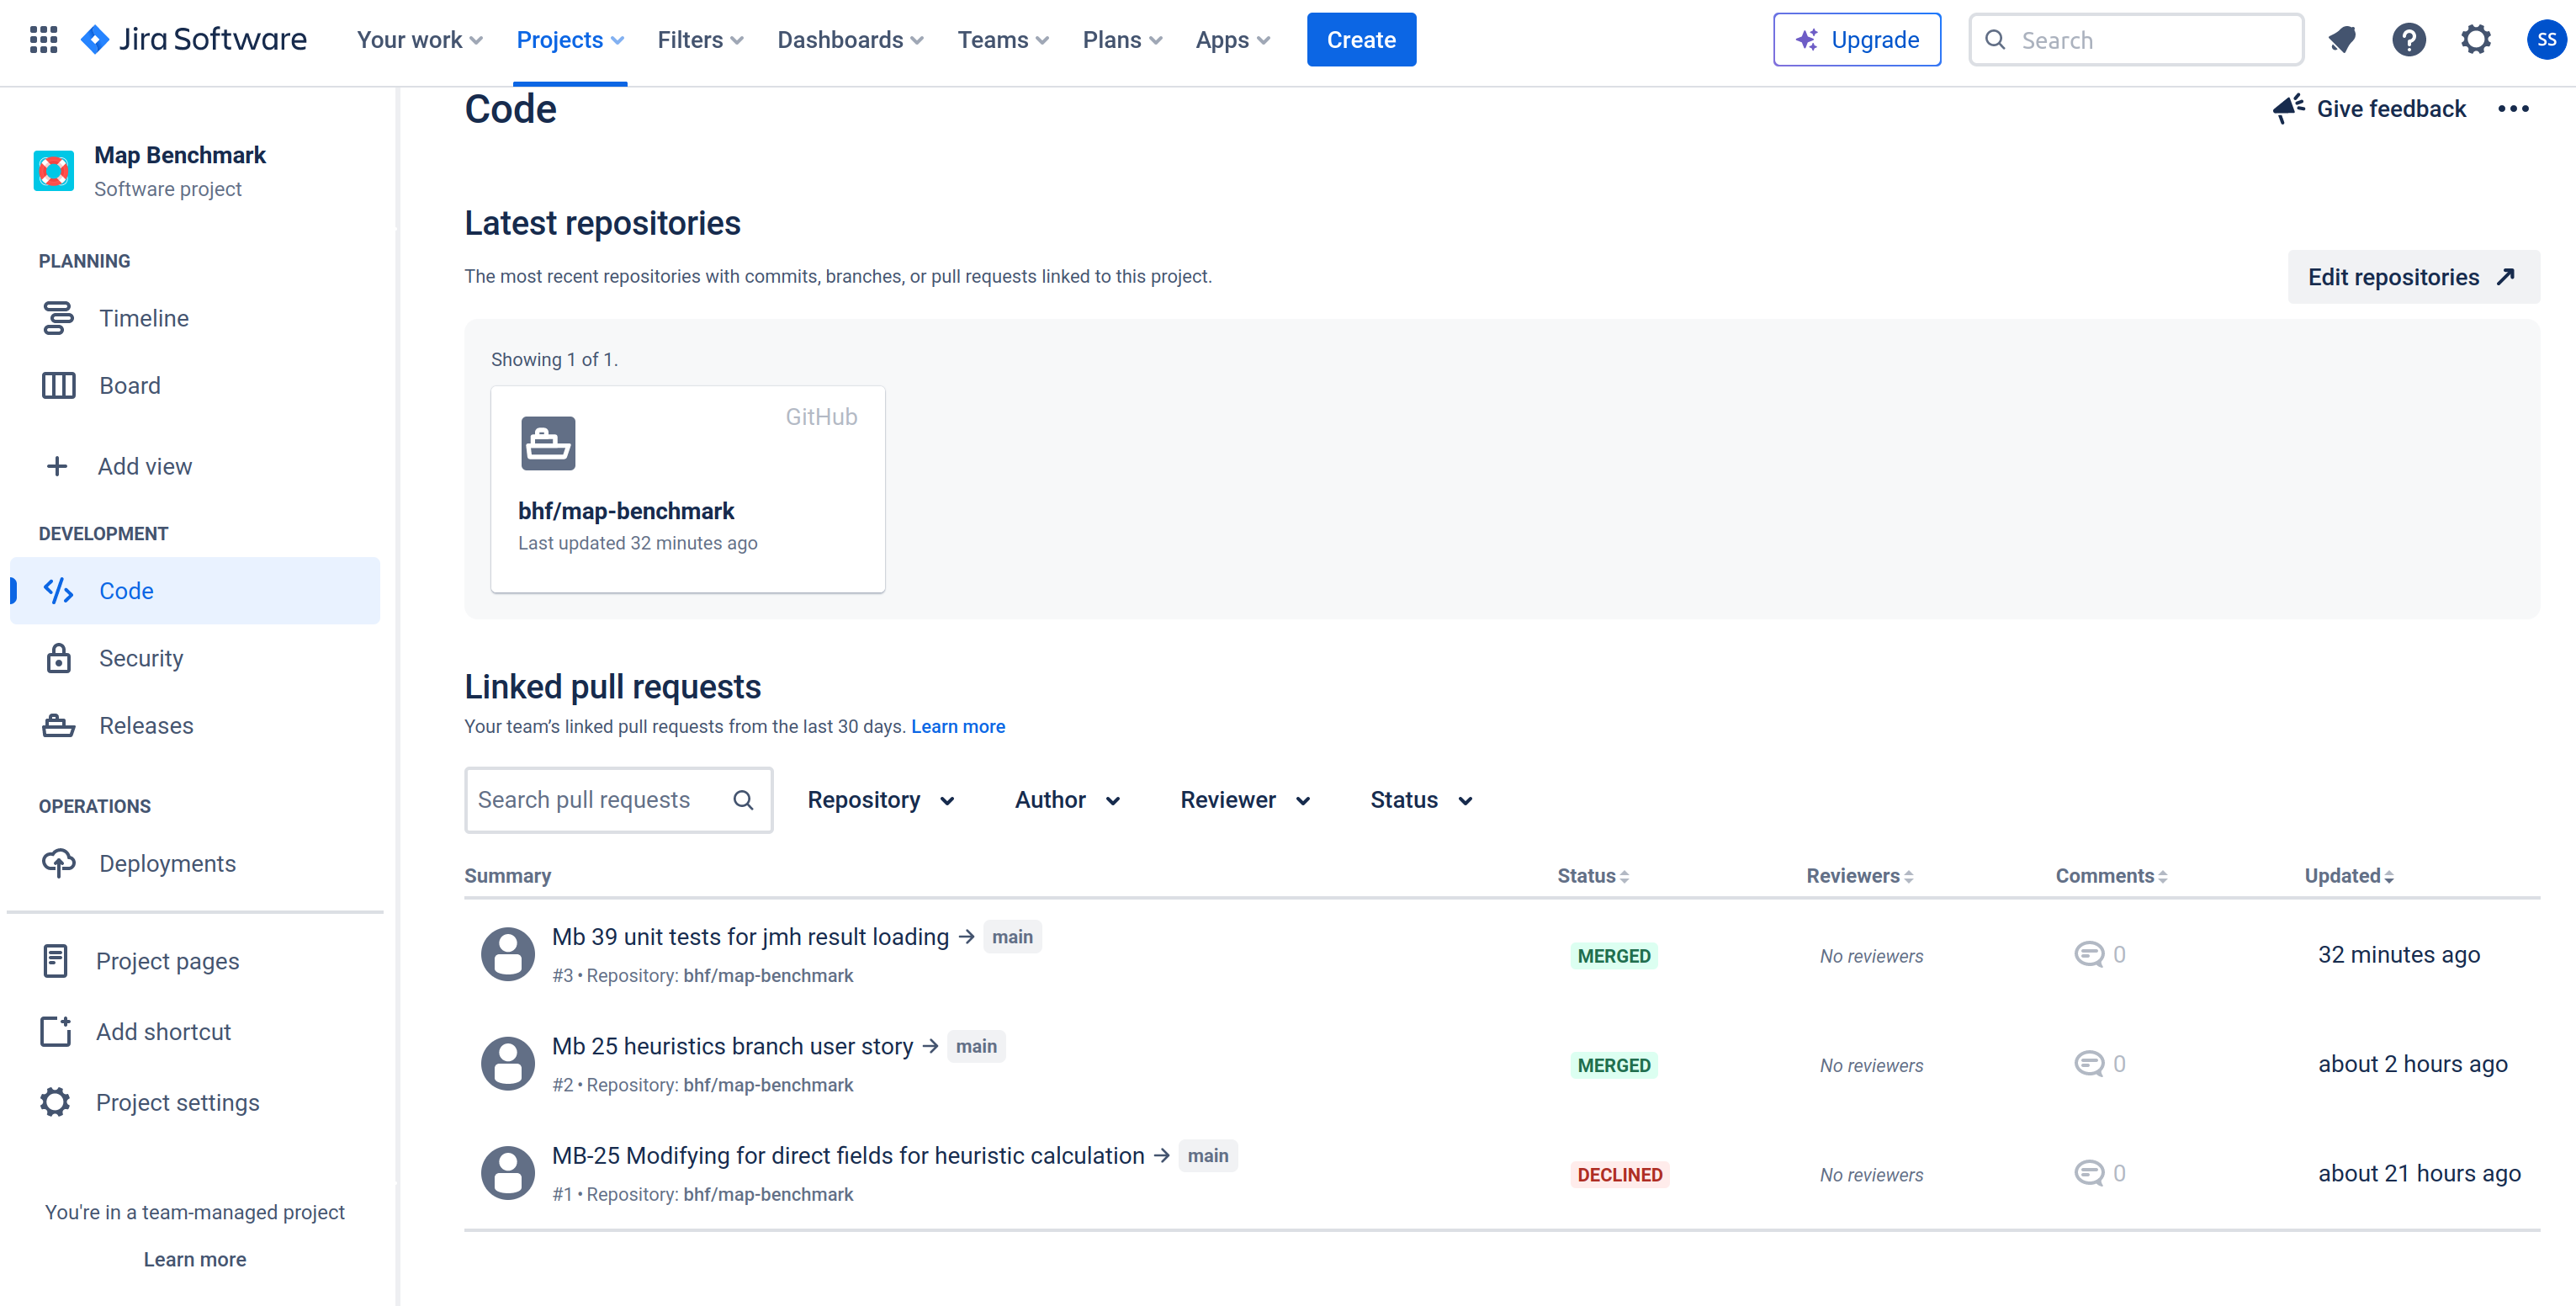 Jira Software Your work Projects Filters Dashboards Teams Plans Apps Create Upgrade Search SS
Map Benchmark
Software project
PLANNING
Timeline
Board
Add view
DEVELOPMENT
Code
Security
Releases
OPERATIONS
Deployments
Project pages
Add shortcut
Project settings
You're in a team-managed project
Learn more
Code
Give feedback
Latest repositories
The most recent repositories with commits, branches, or pull requests linked to this project.
Edit repositories
Showing 1 of 1.
GitHub
bhf/map-benchmark
Last updated 32 minutes ago
Linked pull requests
Your team’s linked pull requests from the last 30 days. Learn more
Search pull requests Repository Author Reviewer Status
Summary Status Reviewers Comments Updated
Mb 39 unit tests for jmh result loading → main
#3 • Repository: bhf/map-benchmark
MERGED No reviewers 0 32 minutes ago
Mb 25 heuristics branch user story → main
#2 • Repository: bhf/map-benchmark
MERGED No reviewers 0 about 2 hours ago
MB-25 Modifying for direct fields for heuristic calculation → main
#1 • Repository: bhf/map-benchmark
DECLINED No reviewers 0 about 21 hours ago